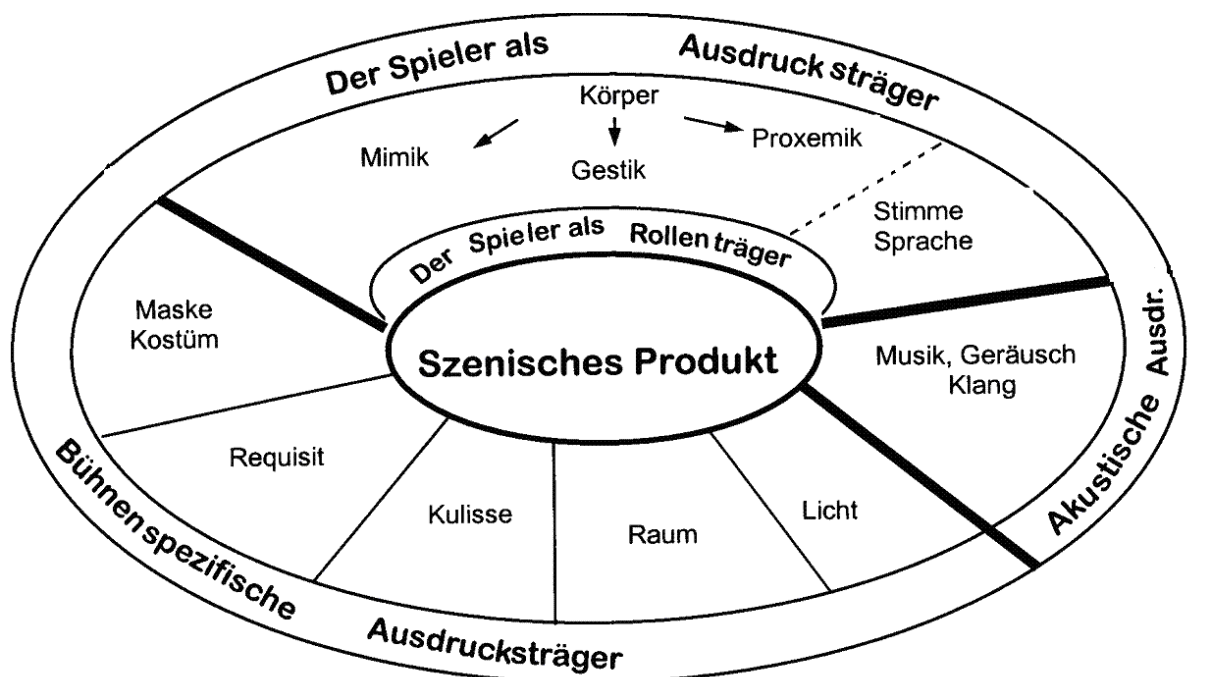 Der Spieler als Ausdrucksträger
Körper
Mimik
Gestik
Proxemik
Stimme
Sprache
Der Spieler als Rollenträger
Maske
Kostüm
Szenisches Produkt
Musik, Geräusch
Klang
Akustische Ausdr.
Requisit
Kulisse
Raum
Licht
Bühnenspezifische Ausdrucksträger